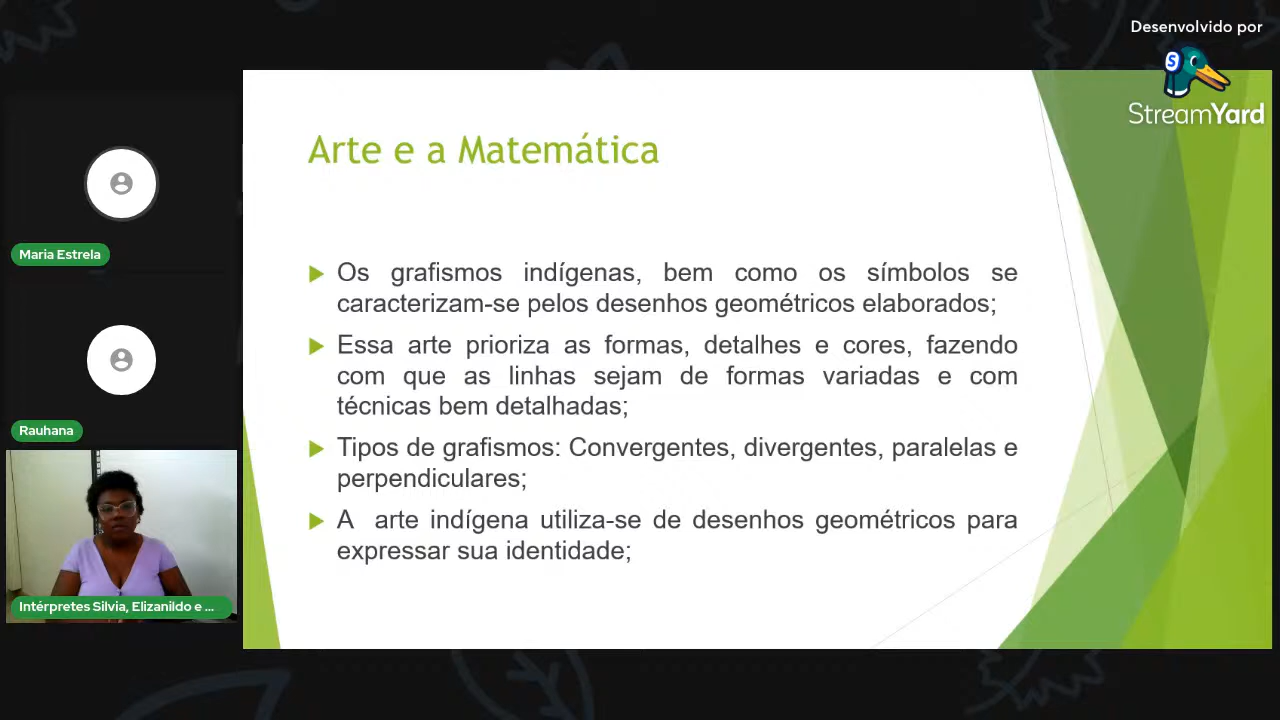 Desenvolvido por
S
StreamYard
Arte e a Matemática
Os grafismos indígenas, bem como os símbolos se
caracterizam-se pelos desenhos geométricos elaborados;
Essa arte prioriza as formas, detalhes e cores, fazendo
com que as linhas sejam de formas variadas e com
técnicas bem detalhadas;
Tipos de grafismos: Convergentes, divergentes, paralelas e
perpendiculares;
A arte indígena utiliza-se de desenhos geométricos para
expressar sua identidade;
Maria Estrela
Rauhana
Intérpretes Silvia, Elizanildo e ...